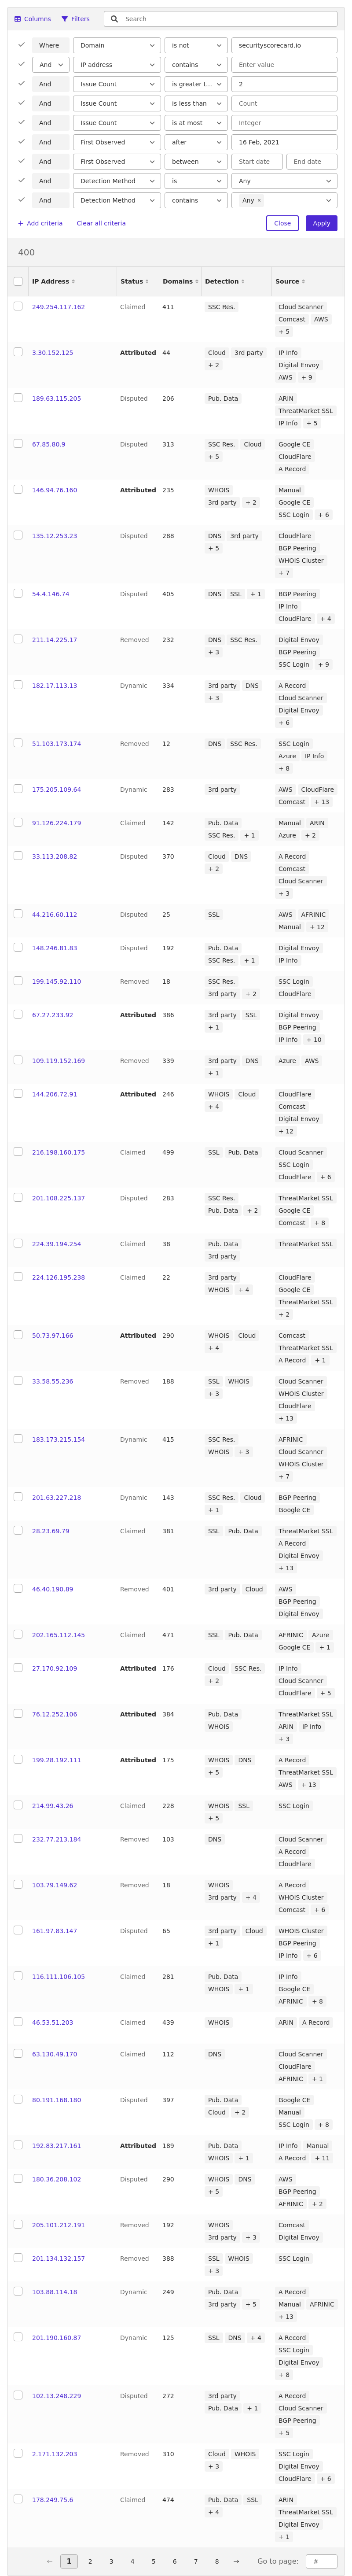 Columns Filters Search
Where Domain is not securityscorecard.io
And IP address contains Enter value
And Issue Count is greater t... 2
And Issue Count is less than Count
And Issue Count is at most Integer
And First Observed after 16 Feb, 2021
And First Observed between Start date End date
And Detection Method is Any
And Detection Method contains Any ×
+ Add criteria Clear all criteria Close Apply
400
IP Address Status Domains Detection Source
249.254.117.162 Claimed 411 SSC Res. Cloud Scanner
Comcast AWS
+ 5
3.30.152.125 Attributed 44 Cloud 3rd party IP Info
+ 2 Digital Envoy
AWS + 9
189.63.115.205 Disputed 206 Pub. Data ARIN
ThreatMarket SSL
IP Info + 5
67.85.80.9 Disputed 313 SSC Res. Cloud Google CE
+ 5 CloudFlare
A Record
146.94.76.160 Attributed 235 WHOIS Manual
3rd party + 2 Google CE
SSC Login + 6
135.12.253.23 Disputed 288 DNS 3rd party CloudFlare
+ 5 BGP Peering
WHOIS Cluster
+ 7
54.4.146.74 Disputed 405 DNS SSL + 1 BGP Peering
IP Info
CloudFlare + 4
211.14.225.17 Removed 232 DNS SSC Res. Digital Envoy
+ 3 BGP Peering
SSC Login + 9
182.17.113.13 Dynamic 334 3rd party DNS A Record
+ 3 Cloud Scanner
Digital Envoy
+ 6
51.103.173.174 Removed 12 DNS SSC Res. SSC Login
Azure IP Info
+ 8
175.205.109.64 Dynamic 283 3rd party AWS CloudFlare
Comcast + 13
91.126.224.179 Claimed 142 Pub. Data Manual ARIN
SSC Res. + 1 Azure + 2
33.113.208.82 Disputed 370 Cloud DNS A Record
+ 2 Comcast
Cloud Scanner
+ 3
44.216.60.112 Disputed 25 SSL AWS AFRINIC
Manual + 12
148.246.81.83 Disputed 192 Pub. Data Digital Envoy
SSC Res. + 1 IP Info
199.145.92.110 Removed 18 SSC Res. SSC Login
3rd party + 2 CloudFlare
67.27.233.92 Attributed 386 3rd party SSL Digital Envoy
+ 1 BGP Peering
IP Info + 10
109.119.152.169 Removed 339 3rd party DNS Azure AWS
+ 1
144.206.72.91 Attributed 246 WHOIS Cloud CloudFlare
+ 4 Comcast
Digital Envoy
+ 12
216.198.160.175 Claimed 499 SSL Pub. Data Cloud Scanner
SSC Login
CloudFlare + 6
201.108.225.137 Disputed 283 SSC Res. ThreatMarket SSL
Pub. Data + 2 Google CE
Comcast + 8
224.39.194.254 Claimed 38 Pub. Data ThreatMarket SSL
3rd party
224.126.195.238 Claimed 22 3rd party CloudFlare
WHOIS + 4 Google CE
ThreatMarket SSL
+ 2
50.73.97.166 Attributed 290 WHOIS Cloud Comcast
+ 4 ThreatMarket SSL
A Record + 1
33.58.55.236 Removed 188 SSL WHOIS Cloud Scanner
+ 3 WHOIS Cluster
CloudFlare
+ 13
183.173.215.154 Dynamic 415 SSC Res. AFRINIC
WHOIS + 3 Cloud Scanner
WHOIS Cluster
+ 7
201.63.227.218 Dynamic 143 SSC Res. Cloud BGP Peering
+ 1 Google CE
28.23.69.79 Claimed 381 SSL Pub. Data ThreatMarket SSL
A Record
Digital Envoy
+ 13
46.40.190.89 Removed 401 3rd party Cloud AWS
BGP Peering
Digital Envoy
202.165.112.145 Claimed 471 SSL Pub. Data AFRINIC Azure
Google CE + 1
27.170.92.109 Attributed 176 Cloud SSC Res. IP Info
+ 2 Cloud Scanner
CloudFlare + 5
76.12.252.106 Attributed 384 Pub. Data ThreatMarket SSL
WHOIS ARIN IP Info
+ 3
199.28.192.111 Attributed 175 WHOIS DNS A Record
+ 5 ThreatMarket SSL
AWS + 13
214.99.43.26 Claimed 228 WHOIS SSL SSC Login
+ 5
232.77.213.184 Removed 103 DNS Cloud Scanner
A Record
CloudFlare
103.79.149.62 Removed 18 WHOIS A Record
3rd party + 4 WHOIS Cluster
Comcast + 6
161.97.83.147 Disputed 65 3rd party Cloud WHOIS Cluster
+ 1 BGP Peering
IP Info + 6
116.111.106.105 Claimed 281 Pub. Data IP Info
WHOIS + 1 Google CE
AFRINIC + 8
46.53.51.203 Claimed 439 WHOIS ARIN A Record
63.130.49.170 Claimed 112 DNS Cloud Scanner
CloudFlare
AFRINIC + 1
80.191.168.180 Disputed 397 Pub. Data Google CE
Cloud + 2 Manual
SSC Login + 8
192.83.217.161 Attributed 189 Pub. Data IP Info Manual
WHOIS + 1 A Record + 11
180.36.208.102 Disputed 290 WHOIS DNS AWS
+ 5 BGP Peering
AFRINIC + 2
205.101.212.191 Removed 192 WHOIS Comcast
3rd party + 3 Digital Envoy
201.134.132.157 Removed 388 SSL WHOIS SSC Login
+ 3
103.88.114.18 Dynamic 249 Pub. Data A Record
3rd party + 5 Manual AFRINIC
+ 13
201.190.160.87 Dynamic 125 SSL DNS + 4 A Record
SSC Login
Digital Envoy
+ 8
102.13.248.229 Disputed 272 3rd party A Record
Pub. Data + 1 Cloud Scanner
BGP Peering
+ 5
2.171.132.203 Removed 310 Cloud WHOIS SSC Login
+ 3 Digital Envoy
CloudFlare + 6
178.249.75.6 Claimed 474 Pub. Data SSL ARIN
+ 4 ThreatMarket SSL
Digital Envoy
+ 1
← 1 2 3 4 5 6 7 8 → Go to page: #